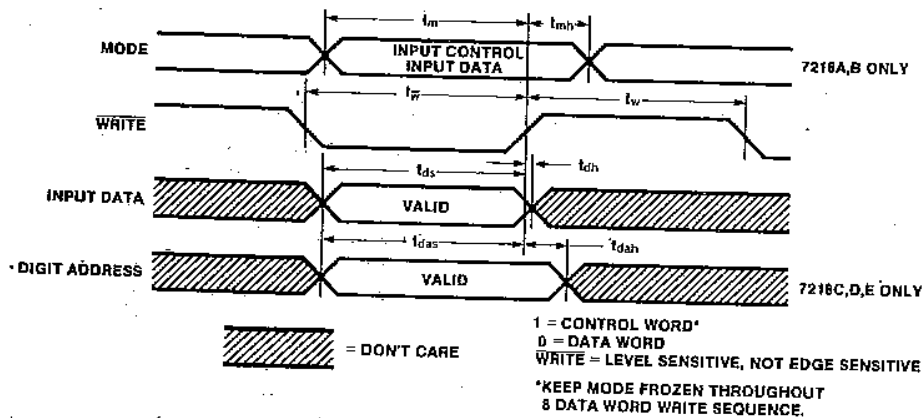 tm
tmh
MODE
INPUT CONTROL
INPUT DATA
7218A,B ONLY
tw
tw
WRITE
tds
tdh
INPUT DATA
VALID
tdas
tdah
• DIGIT ADDRESS
VALID
7218C,D,E ONLY
= DON'T CARE
1 = CONTROL WORD*
0 = DATA WORD
WRITE = LEVEL SENSITIVE, NOT EDGE SENSITIVE
*KEEP MODE FROZEN THROUGHOUT
8 DATA WORD WRITE SEQUENCE.